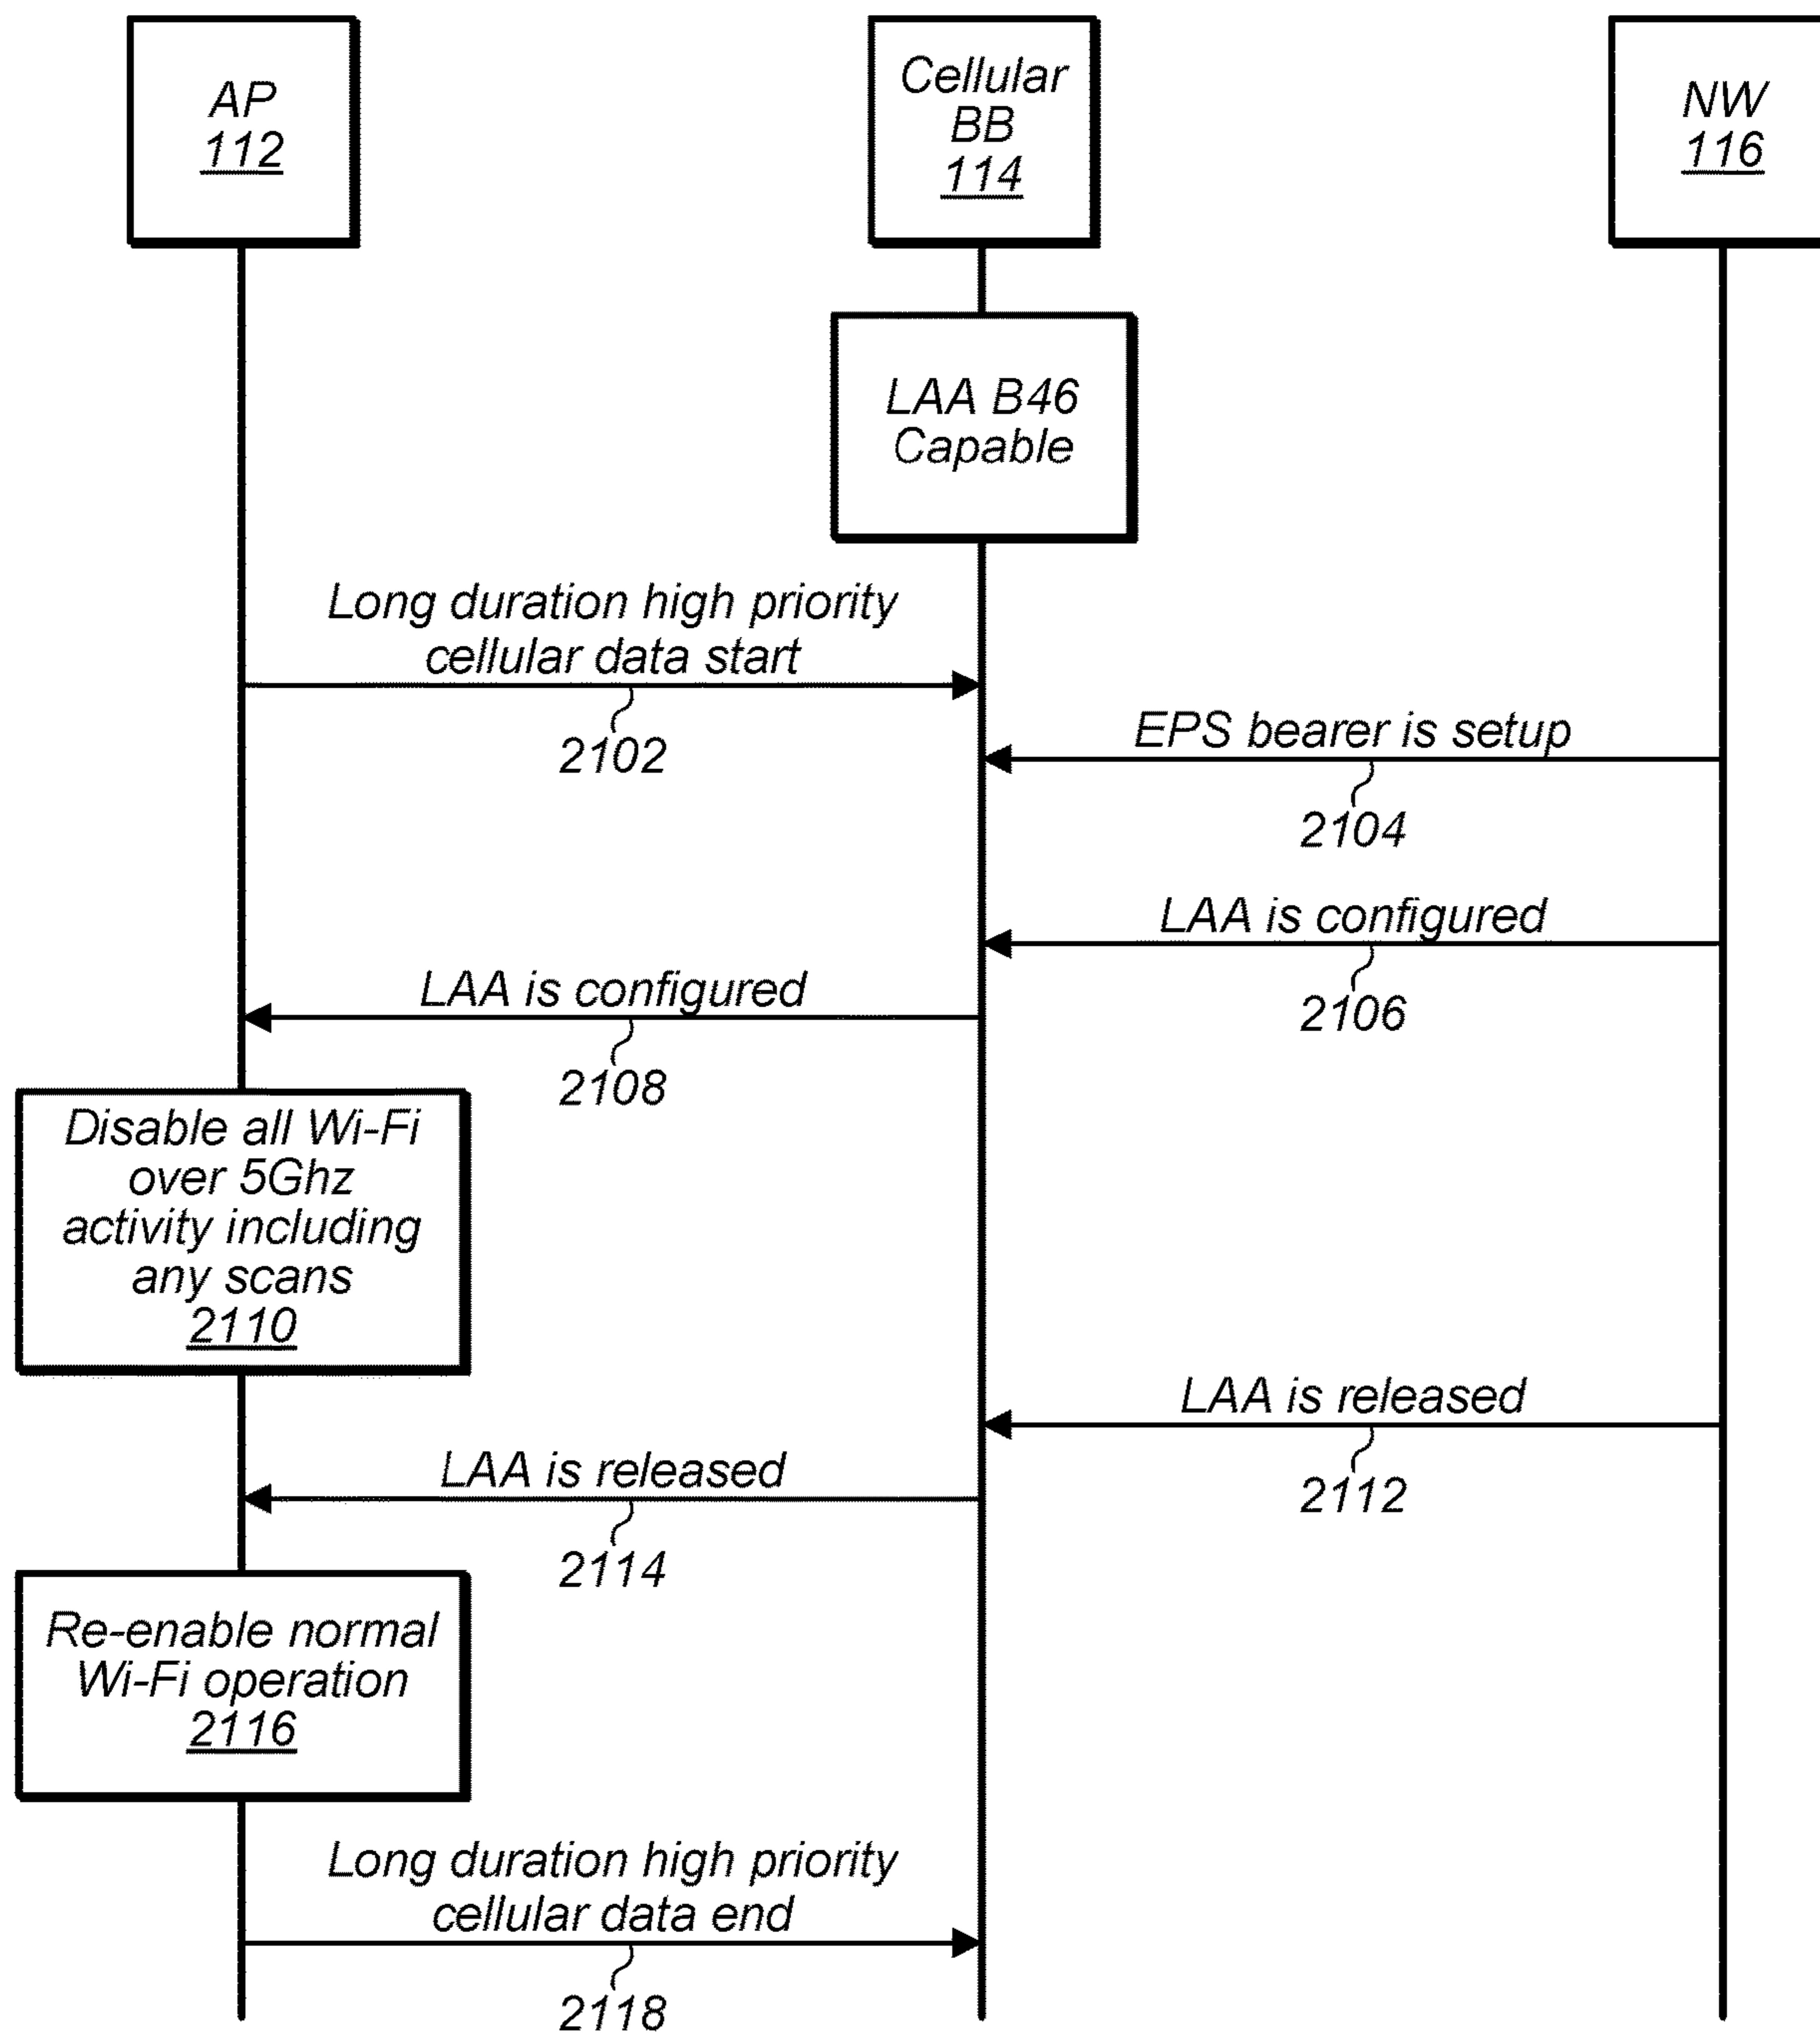 AP
112
Cellular
BB
114
NW
116
LAA B46
Capable
Long duration high priority
cellular data start
2102
EPS bearer is setup
2104
LAA is configured
2106
LAA is configured
2108
Disable all Wi-Fi
over 5Ghz
activity including
any scans
2110
LAA is released
2112
LAA is released
2114
Re-enable normal
Wi-Fi operation
2116
Long duration high priority
cellular data end
2118